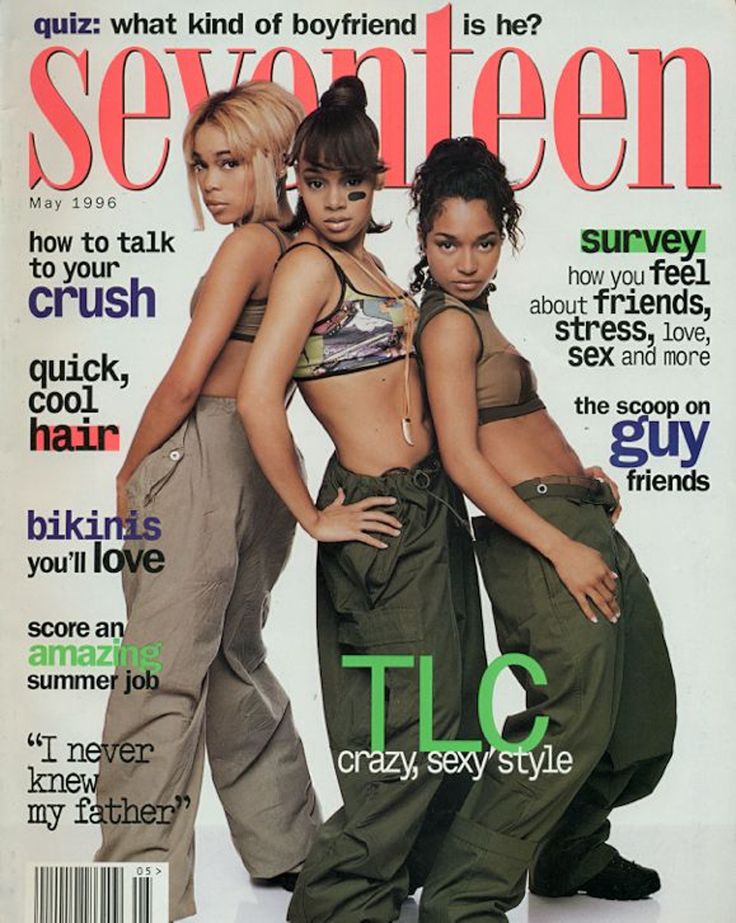 quiz: what kind of boyfriend is he?
seventeen
May 1996
how to talk
to your
crush
quick,
cool
hair
bikinis
you'll love
score an
amazing
summer job
"I never
knew
my father"
survey
how you feel
about friends,
stress, love,
sex and more
the scoop on
guy
friends
TLC
crazy, sexy style
05>